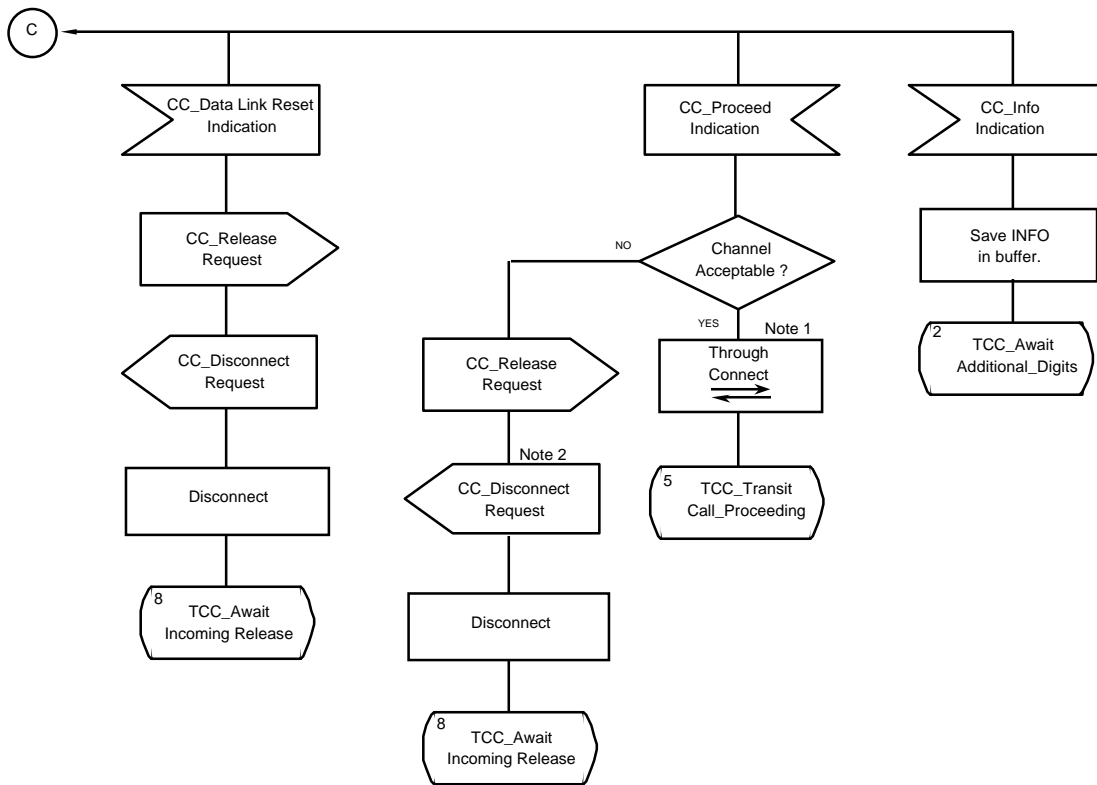 C
CC_Data Link Reset
Indication
CC_Release
Request
CC_Disconnect
Request
Disconnect
8
TCC_Await
Incoming Release
CC_Proceed
Indication
Channel
Acceptable ?
NO
CC_Release
Request
Note 2
CC_Disconnect
Request
Disconnect
8
TCC_Await
Incoming Release
YES
Note 1
Through
Connect
5
TCC_Transit
Call_Proceeding
CC_Info
Indication
Save INFO
in buffer.
2
TCC_Await
Additional_Digits